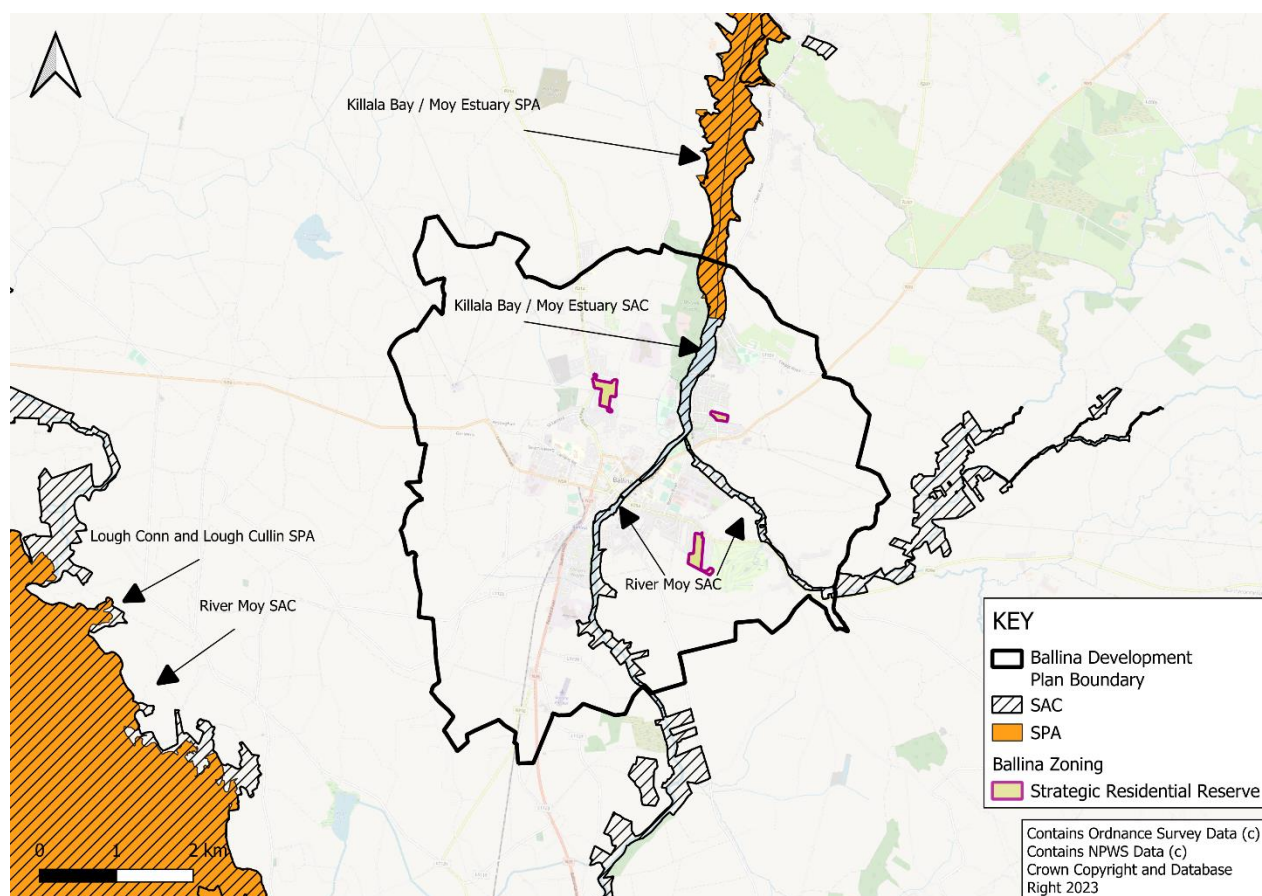 Killala Bay / Moy Estuary SPA
Killala Bay / Moy Estuary SAC
Ballina
Lough Conn and Lough Cullin SPA
River Moy SAC
River Moy SAC
KEY
Ballina Development
Plan Boundary
SAC
SPA
Ballina Zoning
Strategic Residential Reserve
0 1 2 km
Contains Ordnance Survey Data (c)
Contains NPWS Data (c)
Crown Copyright and Database
Right 2023